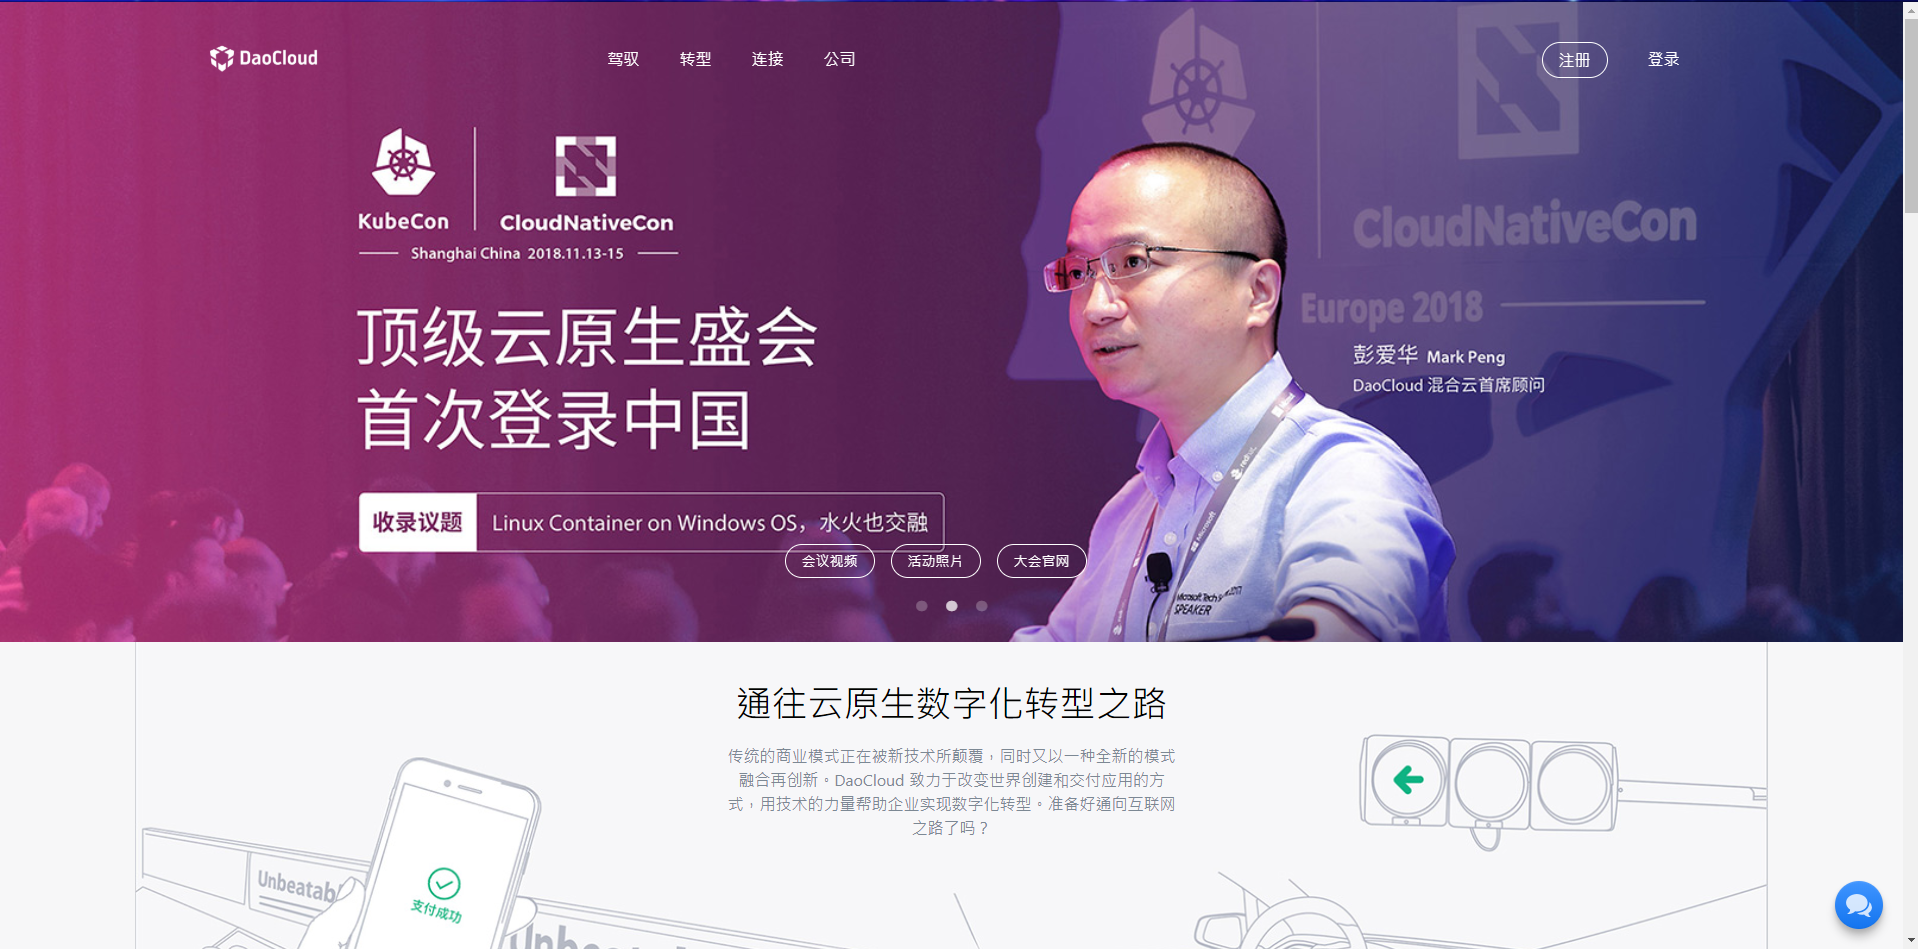 DaoCloud
驾驭
转型
连接
公司
注册
登录
KubeCon
CloudNativeCon
Shanghai China 2018.11.13-15
CloudNativeCon
Europe 2018
顶级云原生盛会
首次登录中国
彭爱华 Mark Peng
DaoCloud 混合云首席顾问
收录议题
Linux Container on Windows OS，水火也交融
redhat
Microsoft
SPEAKER
会议视频
活动照片
大会官网
通往云原生数字化转型之路
传统的商业模式正在被新技术所颠覆，同时又以一种全新的模式
融合再创新。DaoCloud 致力于改变世界创建和交付应用的方
式，用技术的力量帮助企业实现数字化转型。准备好通向互联网
之路了吗？
Unbeatabl
支付成功
Unbeatabl